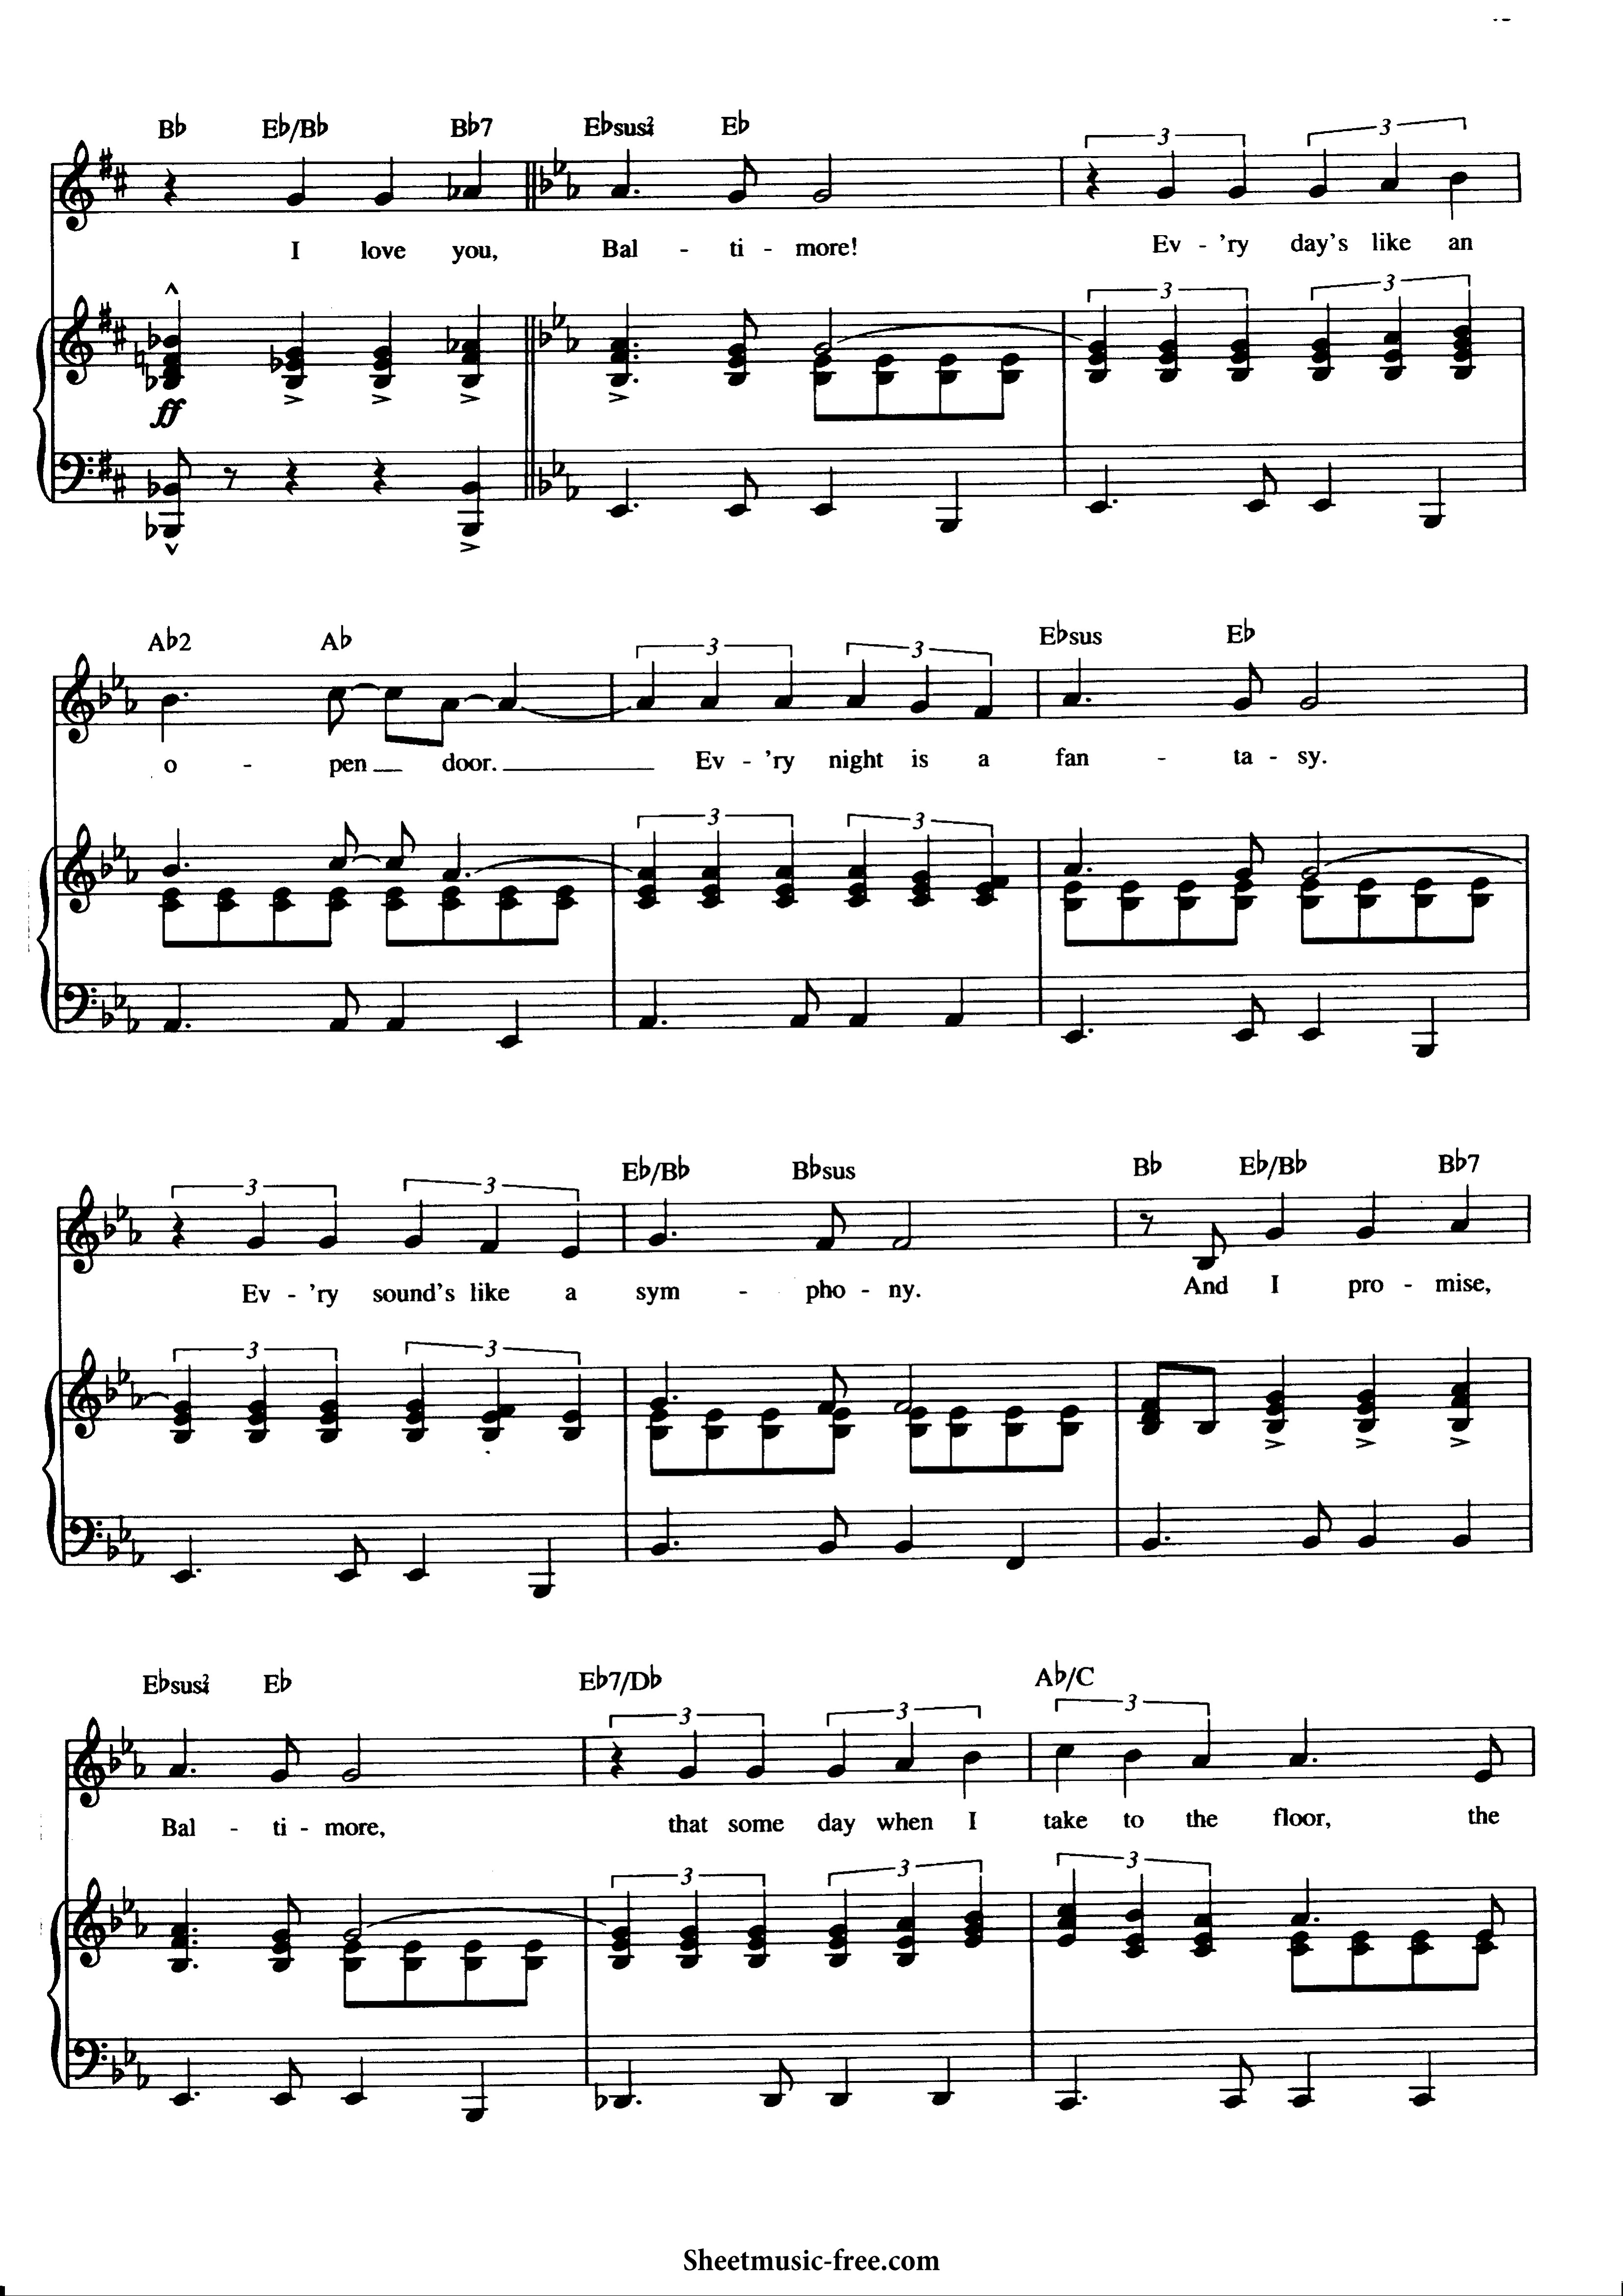 B♭ E♭/B♭ B♭7 E♭sus2 E♭
3 3
I love you, Bal - ti - more! Ev - 'ry day's like an
3 3
ff
A♭2 A♭ E♭sus E♭
3 3
o - pen door. Ev - 'ry night is a fan - ta - sy.
3 3
E♭/B♭ B♭sus B♭ E♭/B♭ B♭7
3 3
Ev - 'ry sound's like a sym - pho - ny. And I pro - mise,
3 3
E♭sus2 E♭ E♭7/D♭ A♭/C
3 3 3
Bal - ti - more, that some day when I take to the floor, the
3 3 3
Sheetmusic-free.com